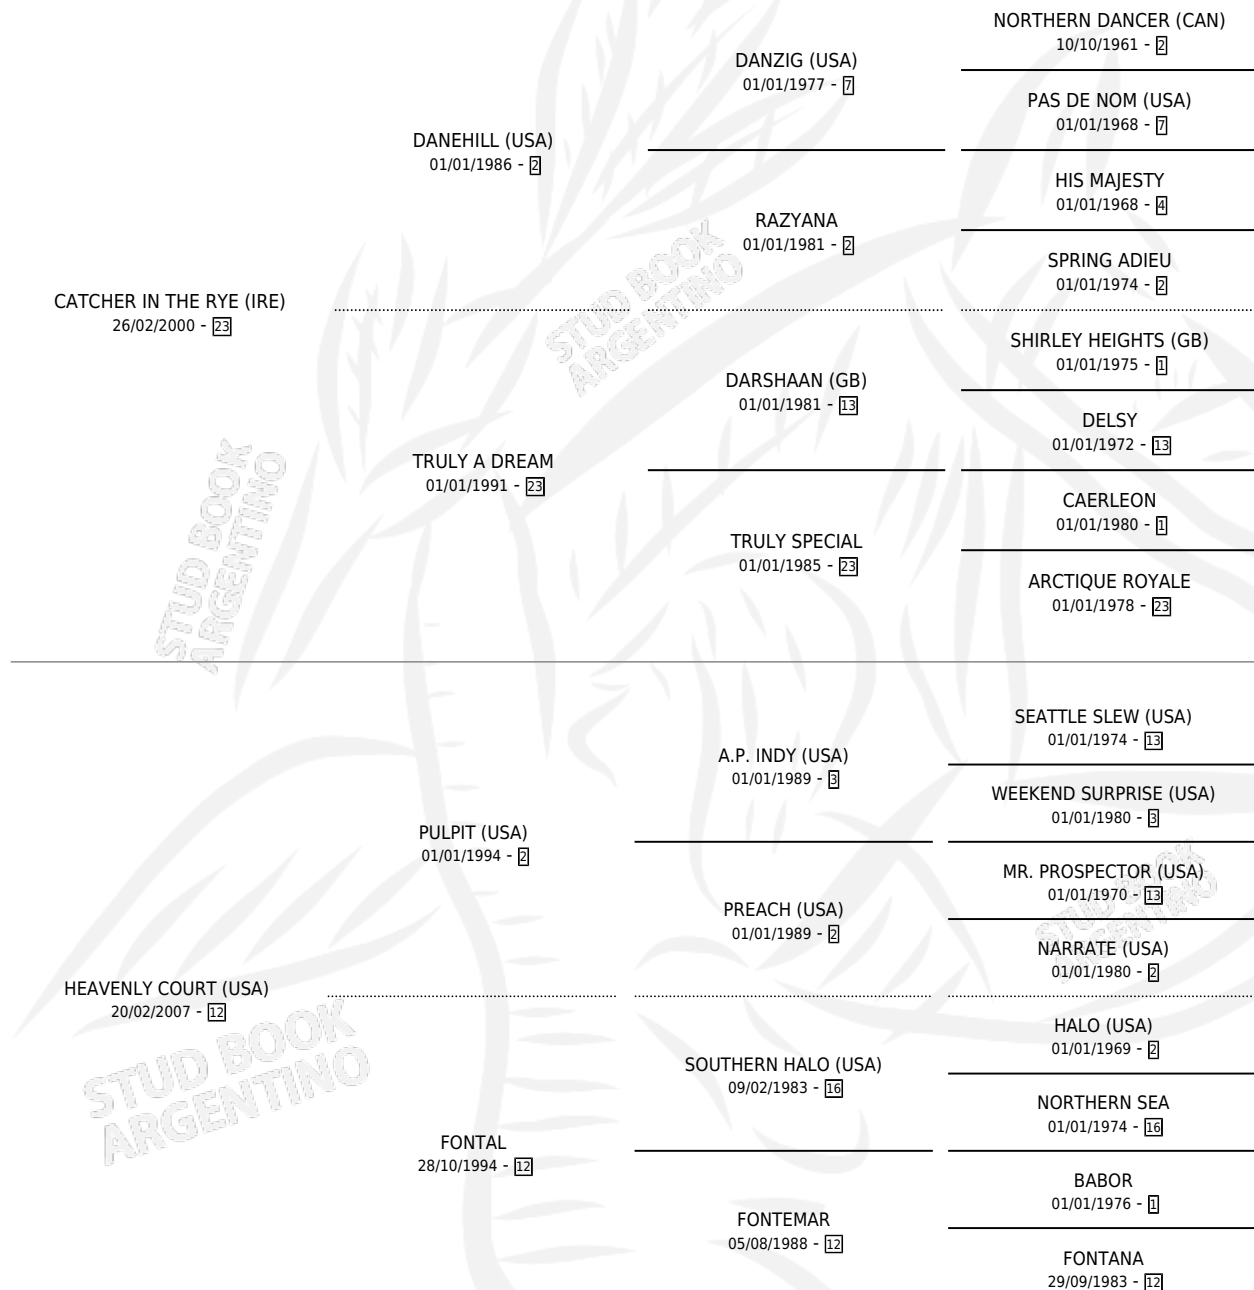 NORTHERN DANCER (CAN)
10/10/1961 - 2
DANZIG (USA)
01/01/1977 - 7
PAS DE NOM (USA)
01/01/1968 - 7
DANEHILL (USA)
01/01/1986 - 2
HIS MAJESTY
01/01/1968 - 4
RAZYANA
01/01/1981 - 2
SPRING ADIEU
01/01/1974 - 2
CATCHER IN THE RYE (IRE)
26/02/2000 - 23
SHIRLEY HEIGHTS (GB)
01/01/1975 - 1
DARSHAAN (GB)
01/01/1981 - 13
DELSY
01/01/1972 - 13
TRULY A DREAM
01/01/1991 - 23
CAERLEON
01/01/1980 - 1
TRULY SPECIAL
01/01/1985 - 23
ARCTIQUE ROYALE
01/01/1978 - 23
STUD BOOK
ARGENTINO
STUD BOOK
ARGENTINO
SEATTLE SLEW (USA)
01/01/1974 - 13
A.P. INDY (USA)
01/01/1989 - 3
WEEKEND SURPRISE (USA)
01/01/1980 - 3
PULPIT (USA)
01/01/1994 - 2
MR. PROSPECTOR (USA)
01/01/1970 - 13
PREACH (USA)
01/01/1989 - 2
NARRATE (USA)
01/01/1980 - 2
HEAVENLY COURT (USA)
20/02/2007 - 12
HALO (USA)
01/01/1969 - 2
SOUTHERN HALO (USA)
09/02/1983 - 16
NORTHERN SEA
01/01/1974 - 16
FONTAL
28/10/1994 - 12
BABOR
01/01/1976 - 1
FONTEMAR
05/08/1988 - 12
FONTANA
29/09/1983 - 12
STUD BOOK
ARGENTINO
STUD BOOK
ARGENTINO